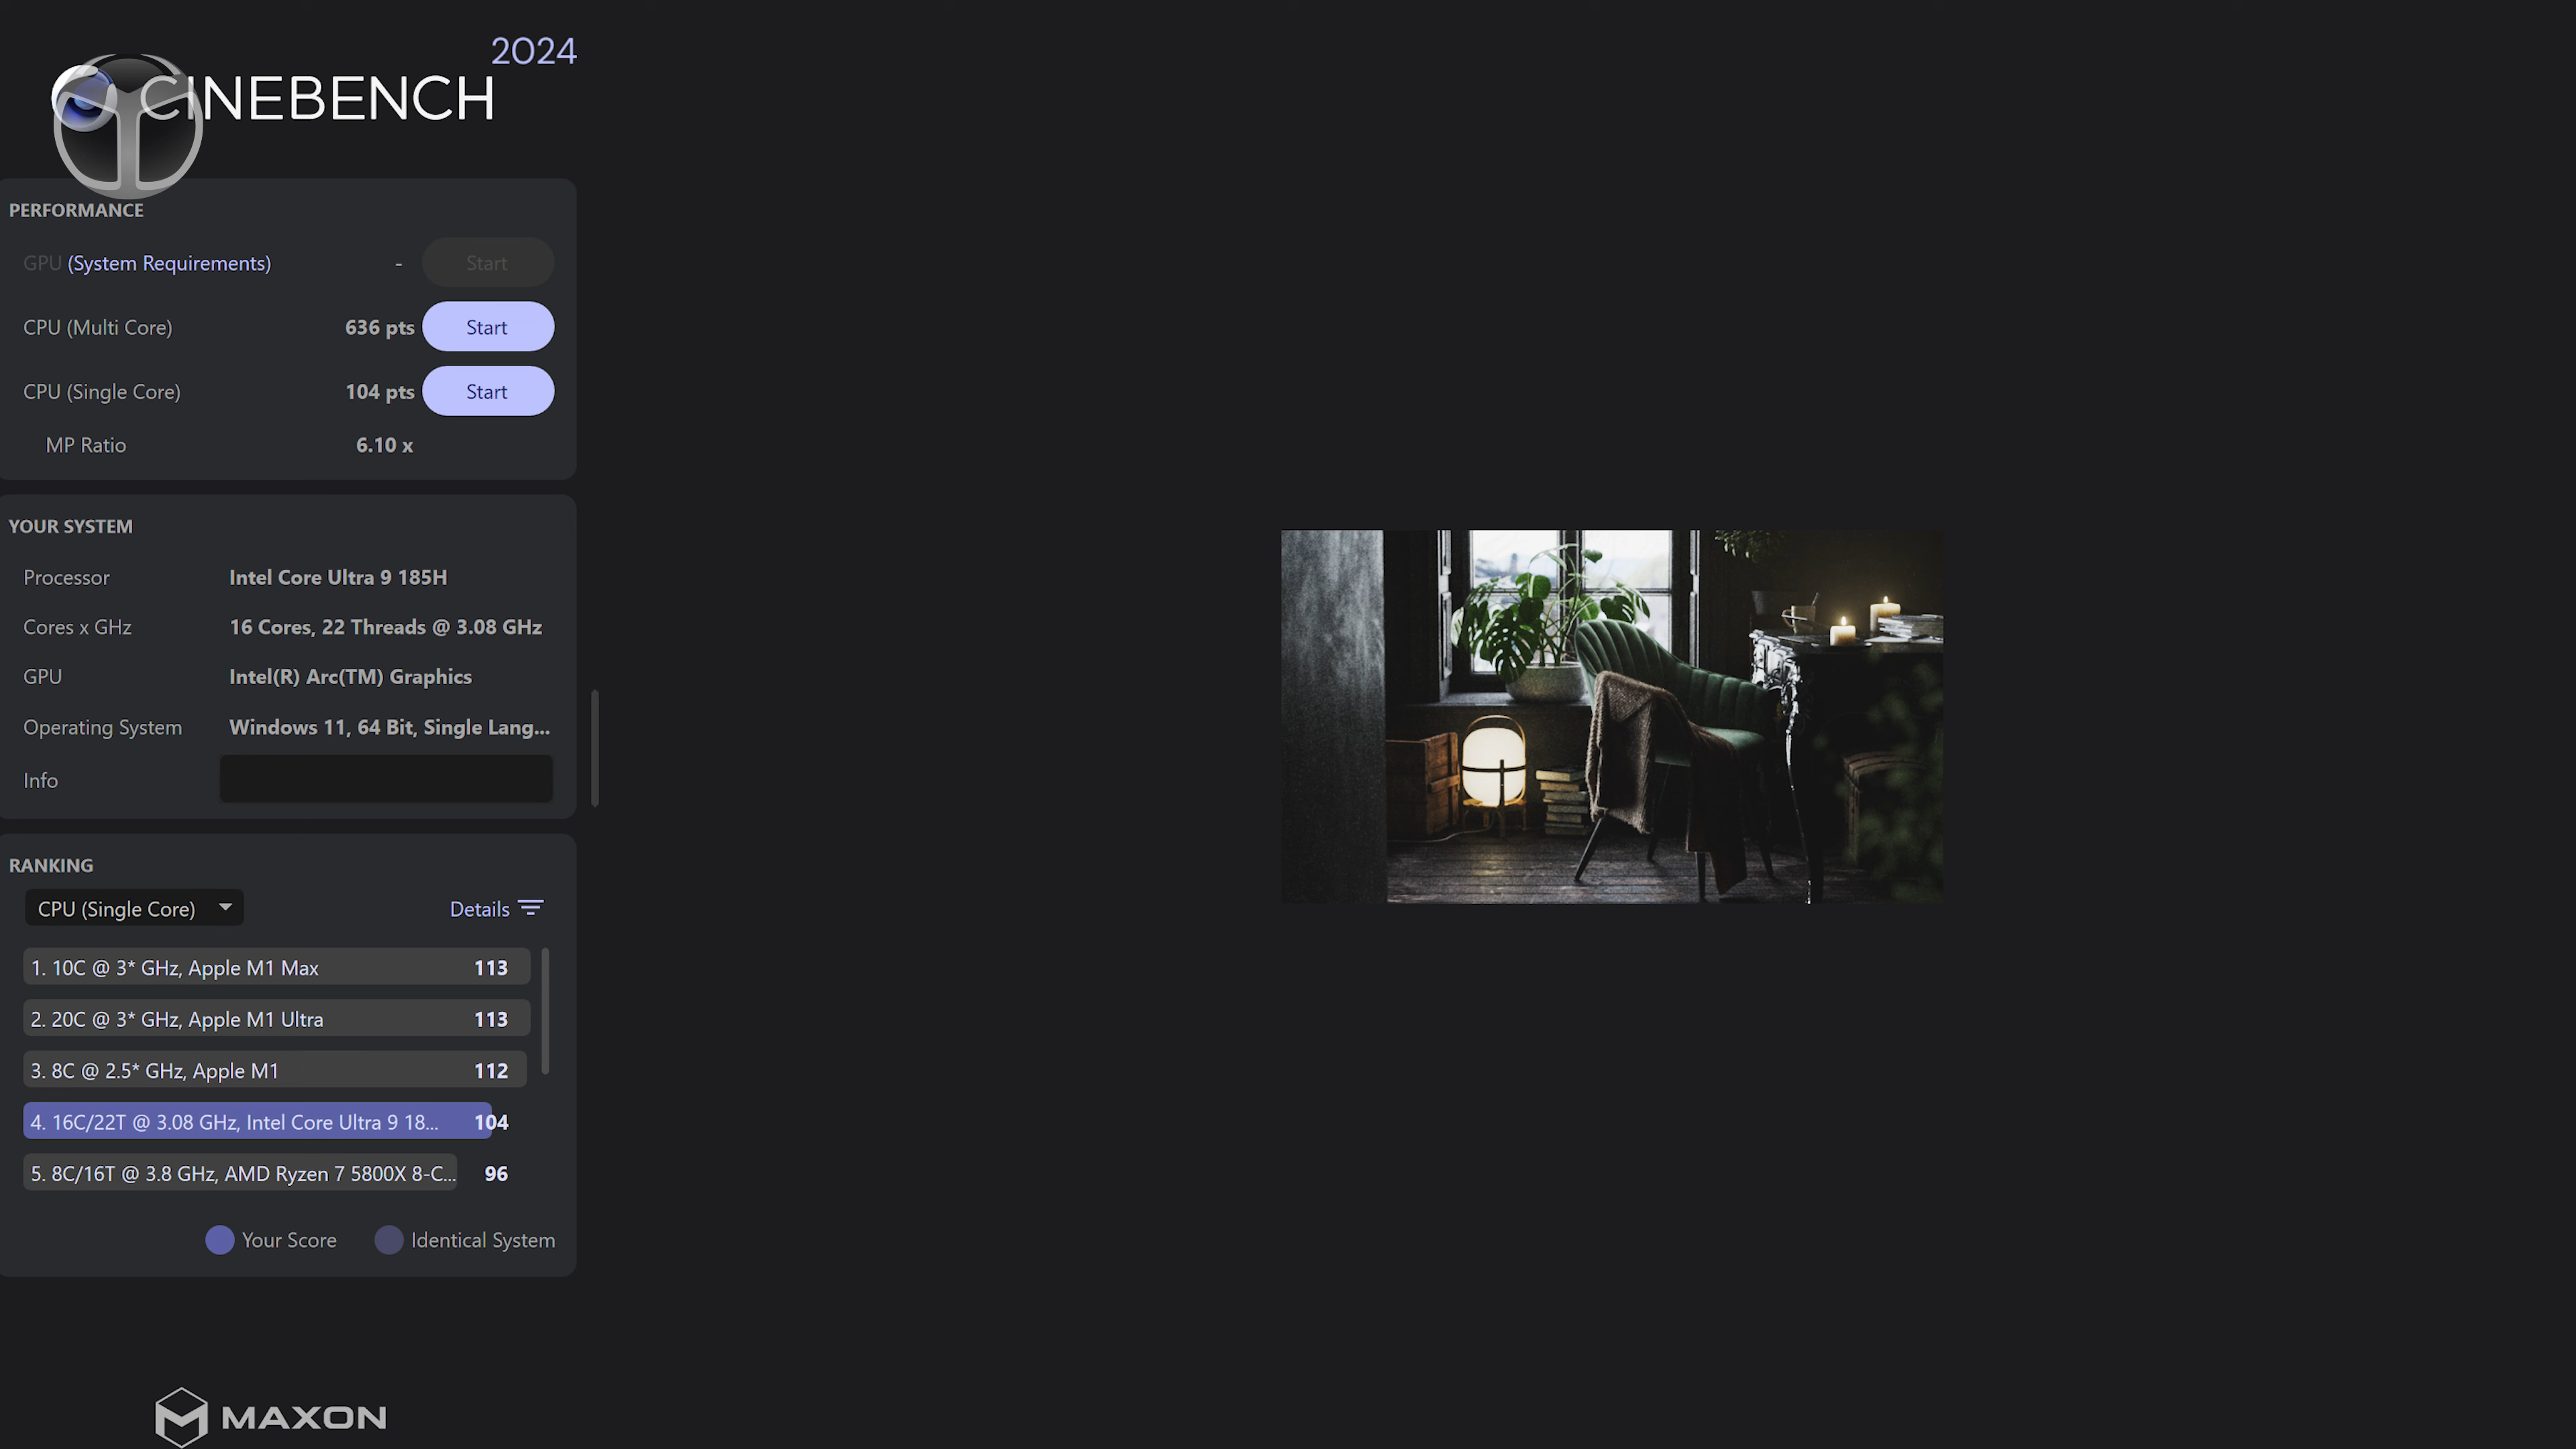 2024
CINEBENCH
PERFORMANCE
GPU (System Requirements) - Start
CPU (Multi Core) 636 pts Start
CPU (Single Core) 104 pts Start
MP Ratio 6.10 x
YOUR SYSTEM
Processor Intel Core Ultra 9 185H
Cores x GHz 16 Cores, 22 Threads @ 3.08 GHz
GPU Intel(R) Arc(TM) Graphics
Operating System Windows 11, 64 Bit, Single Lang...
Info
RANKING
CPU (Single Core) Details
1. 10C @ 3* GHz, Apple M1 Max 113
2. 20C @ 3* GHz, Apple M1 Ultra 113
3. 8C @ 2.5* GHz, Apple M1 112
4. 16C/22T @ 3.08 GHz, Intel Core Ultra 9 18... 104
5. 8C/16T @ 3.8 GHz, AMD Ryzen 7 5800X 8-C... 96
Your Score Identical System
MAXON